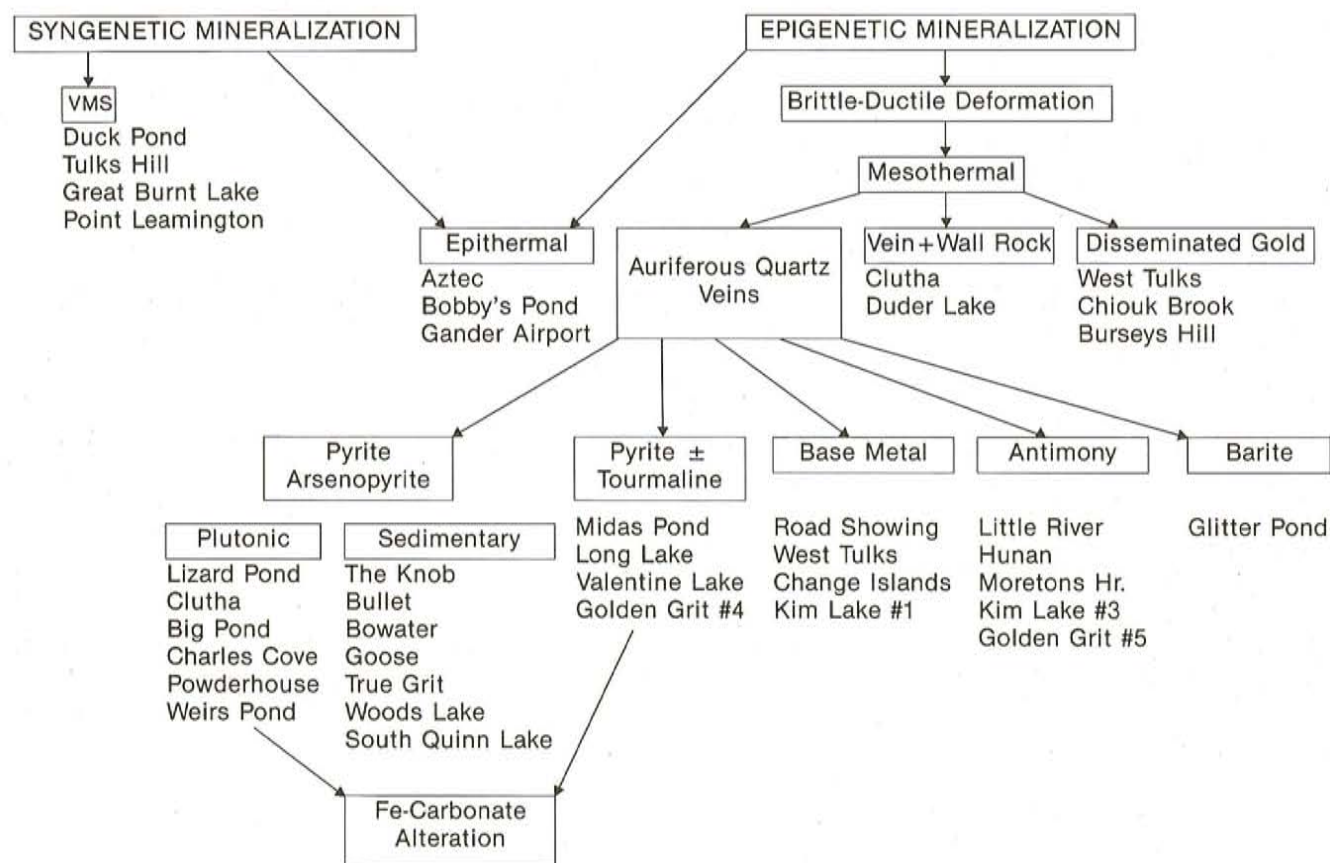 SYNGENETIC MINERALIZATION
EPIGENETIC MINERALIZATION
VMS
Duck Pond
Tulks Hill
Great Burnt Lake
Point Leamington
Brittle-Ductile Deformation
Mesothermal
Epithermal
Aztec
Bobby's Pond
Gander Airport
Auriferous Quartz
Veins
Vein+Wall Rock
Clutha
Duder Lake
Disseminated Gold
West Tulks
Chiouk Brook
Burseys Hill
Pyrite
Arsenopyrite
Plutonic
Lizard Pond
Clutha
Big Pond
Charles Cove
Powderhouse
Weirs Pond
Sedimentary
The Knob
Bullet
Bowater
Goose
True Grit
Woods Lake
South Quinn Lake
Pyrite ±
Tourmaline
Midas Pond
Long Lake
Valentine Lake
Golden Grit #4
Base Metal
Road Showing
West Tulks
Change Islands
Kim Lake #1
Antimony
Little River
Hunan
Moretons Hr.
Kim Lake #3
Golden Grit #5
Barite
Glitter Pond
Fe-Carbonate
Alteration